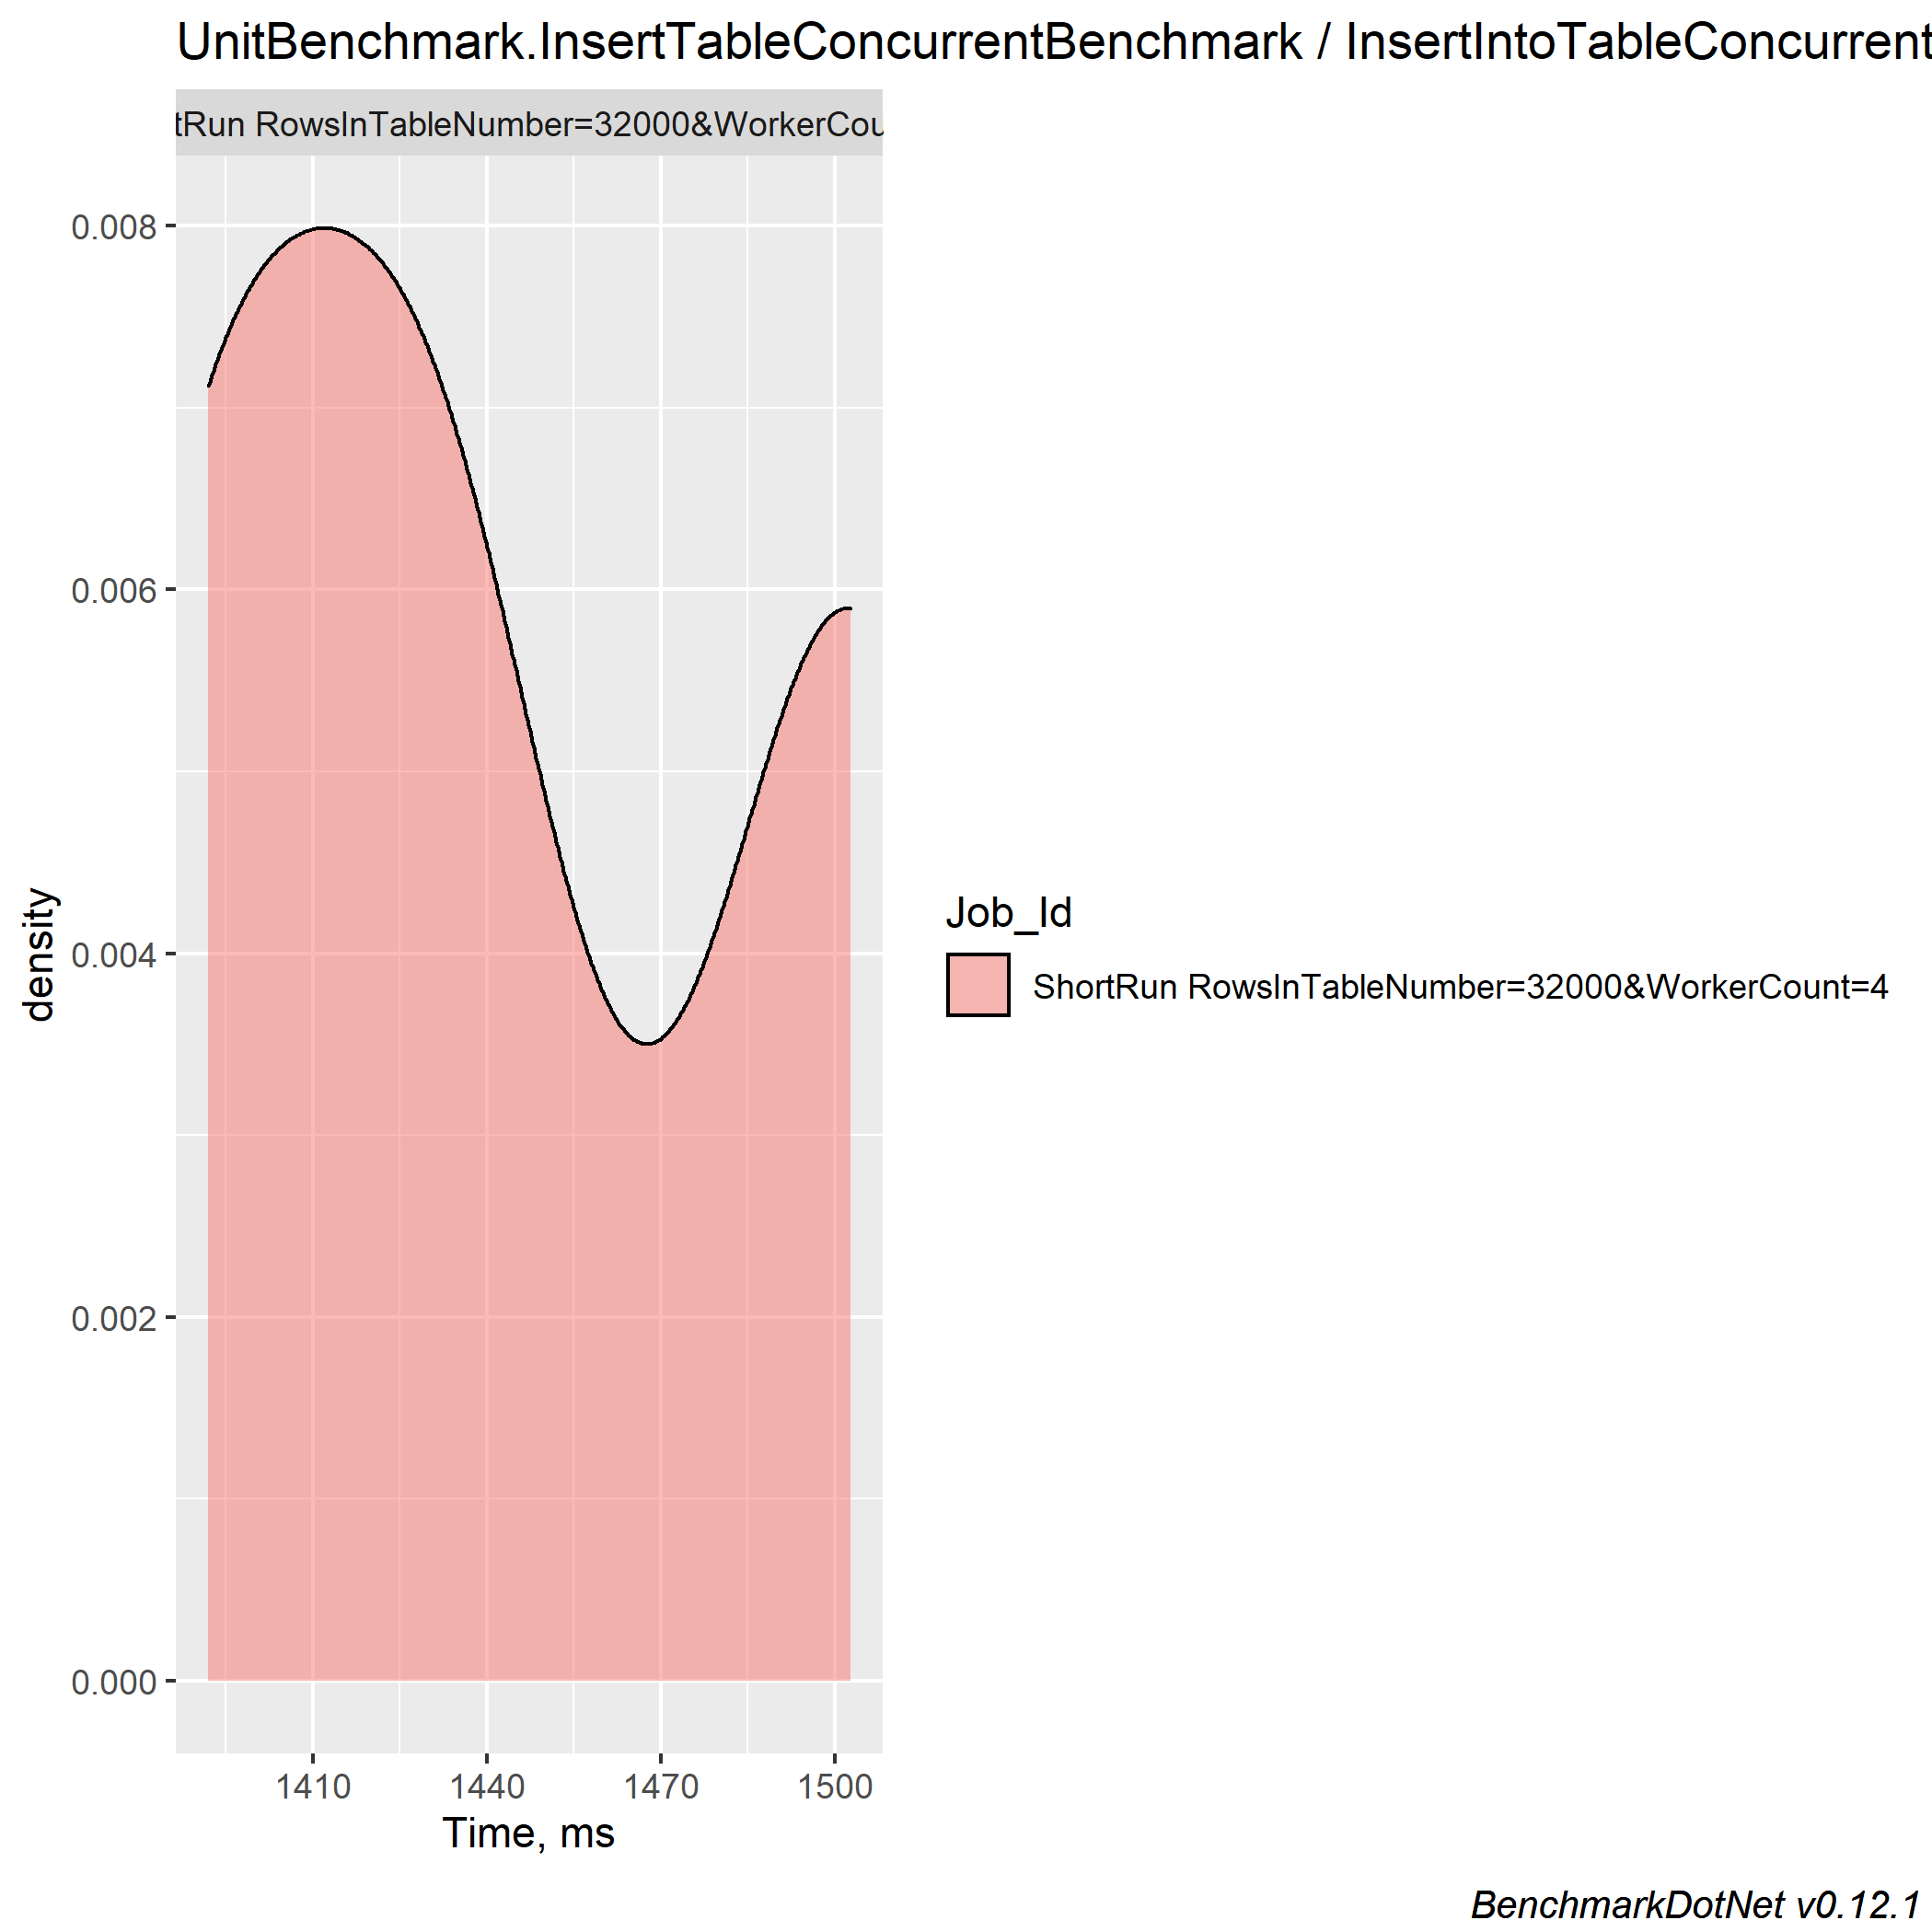 UnitBenchmark.InsertTableConcurrentBenchmark / InsertIntoTableConcurrent
tRun RowsInTableNumber=32000&WorkerCou
0.008
0.006
0.004
0.002
0.000
density
1410 1440 1470 1500
Time, ms
Job_Id
ShortRun RowsInTableNumber=32000&WorkerCount=4
BenchmarkDotNet v0.12.1